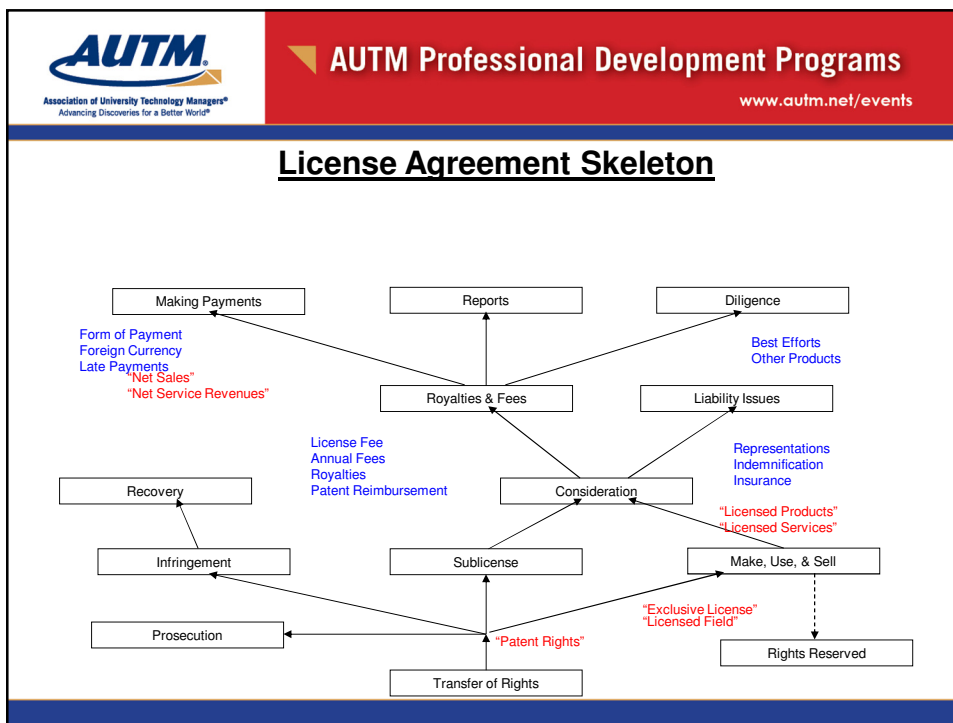 AUTM.
Association of University Technology Managers®
Advancing Discoveries for a Better World®
AUTM Professional Development Programs
www.autm.net/events
License Agreement Skeleton
Making Payments
Reports
Diligence
Form of Payment
Foreign Currency
Late Payments
"Net Sales"
"Net Service Revenues"
Best Efforts
Other Products
Royalties & Fees
Liability Issues
License Fee
Annual Fees
Royalties
Patent Reimbursement
Representations
Indemnification
Insurance
Recovery
Consideration
"Licensed Products"
"Licensed Services"
Infringement
Sublicense
Make, Use, & Sell
"Exclusive License"
"Licensed Field"
Prosecution
"Patent Rights"
Rights Reserved
Transfer of Rights